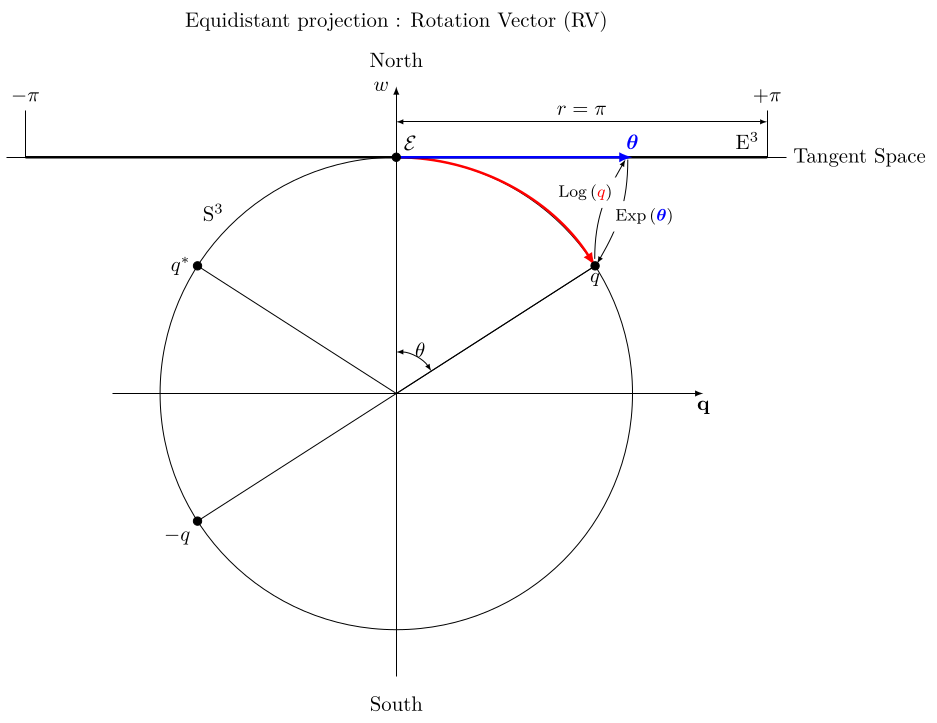 Equidistant projection : Rotation Vector (RV)
North
w
−π
+π
r = π
ℰ
θ
E³
Tangent Space
Log (q)
Exp (θ)
S³
q*
q
θ
q
−q
South